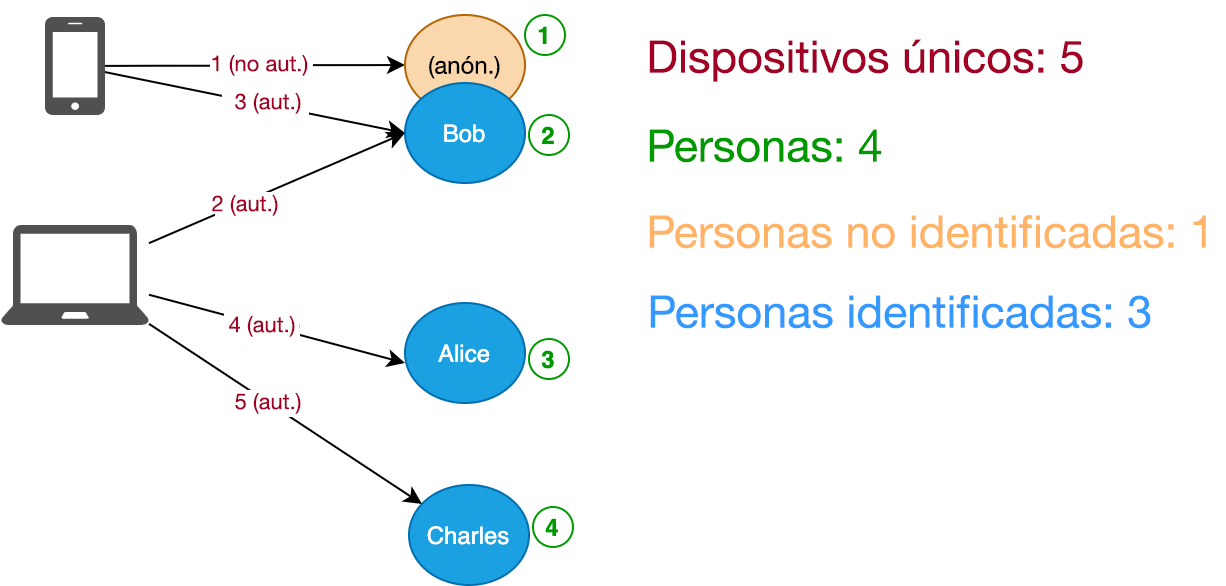 1 (no aut.)
(anón.)
1
3 (aut.)
Bob
2
2 (aut.)
4 (aut.)
Alice
3
5 (aut.)
Charles
4
Dispositivos únicos: 5
Personas: 4
Personas no identificadas: 1
Personas identificadas: 3